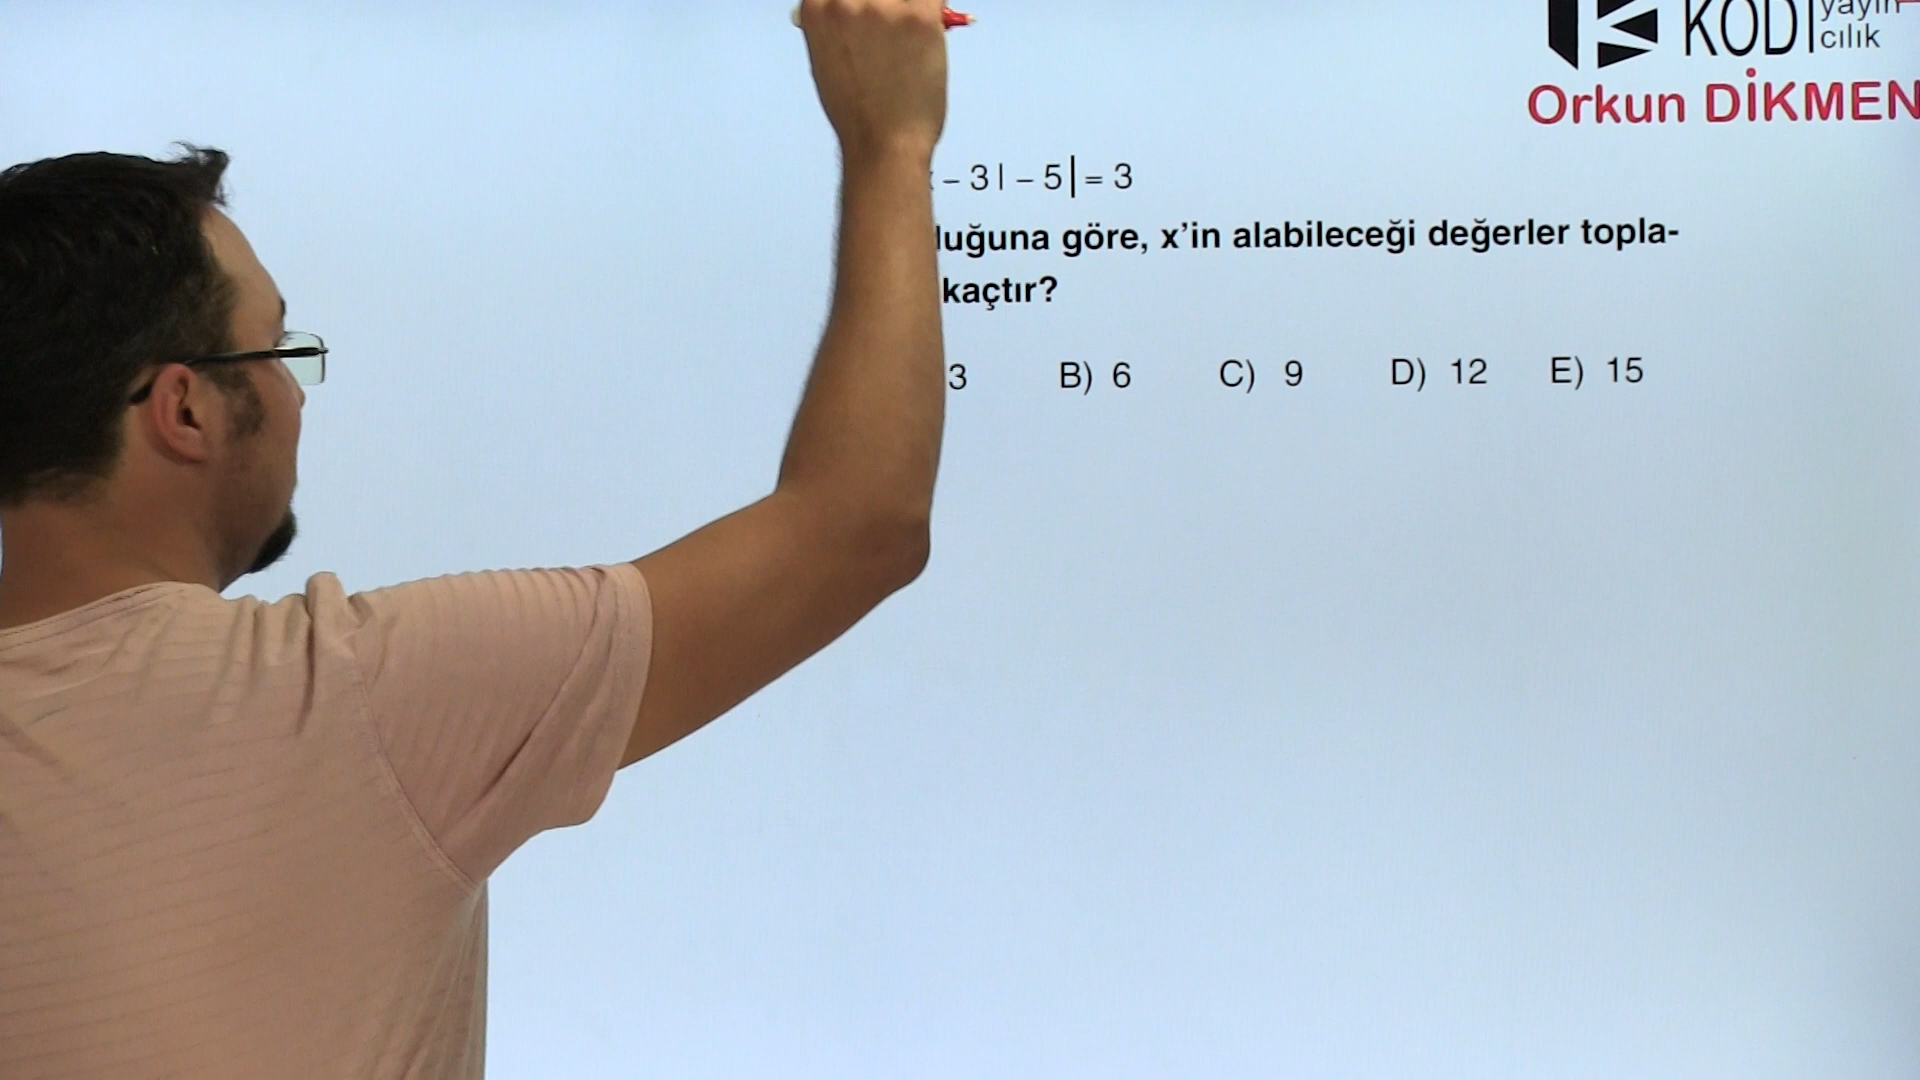 KODI yayın
cılık
Orkun DİKMEN
– 3 | – 5 | = 3
luğuna göre, x'in alabileceği değerler topla-
kaçtır?
3 B) 6 C) 9 D) 12 E) 15